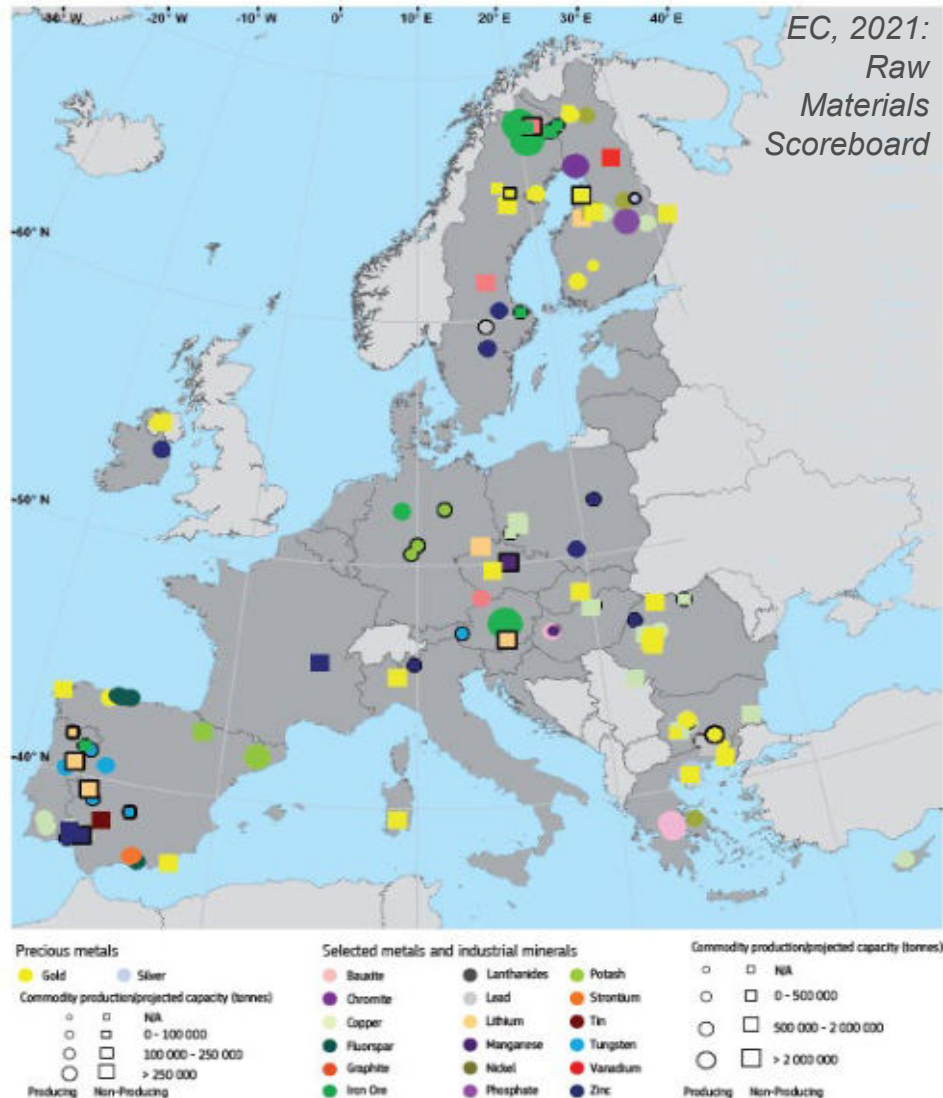 -30° W
-20° W
-10° W
0°
10° E
20° E
30° E
40° E
EC, 2021:
Raw
Materials
Scoreboard
60° N
50° N
40° N
Precious metals
Gold
Silver
Commodity production/projected capacity (tonnes)
N/A
0 - 100 000
100 000 - 250 000
> 250 000
Producing Non-Producing
Selected metals and industrial minerals
Bauxite
Chromite
Copper
Fluorspar
Graphite
Iron Ore
Lanthanides
Lead
Lithium
Manganese
Nickel
Phosphate
Potash
Strontium
Tin
Tungsten
Vanadium
Zinc
Commodity production/projected capacity (tonnes)
N/A
0 - 500 000
500 000 - 2 000 000
> 2 000 000
Producing Non-Producing